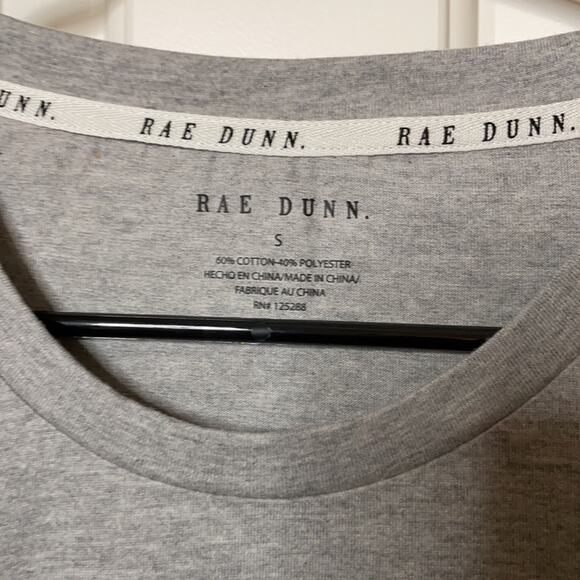 UNN. RAE DUNN. RAE DUNN.
RAE DUNN.
S
60% COTTON-40% POLYESTER
HECHO EN CHINA/MADE IN CHINA/
FABRIQUE AU CHINA
RN# 125288